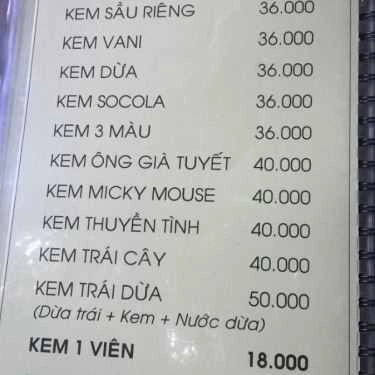 KEM SẦU RIÊNG 36.000
KEM VANI 36.000
KEM DỪA 36.000
KEM SOCOLA 36.000
KEM 3 MÀU 36.000
KEM ÔNG GIÀ TUYẾT 40.000
KEM MICKY MOUSE 40.000
KEM THUYỀN TÌNH 40.000
KEM TRÁI CÂY 40.000
KEM TRÁI DỪA 50.000
(Dừa trái + Kem + Nước dừa)
KEM 1 VIÊN 18.000